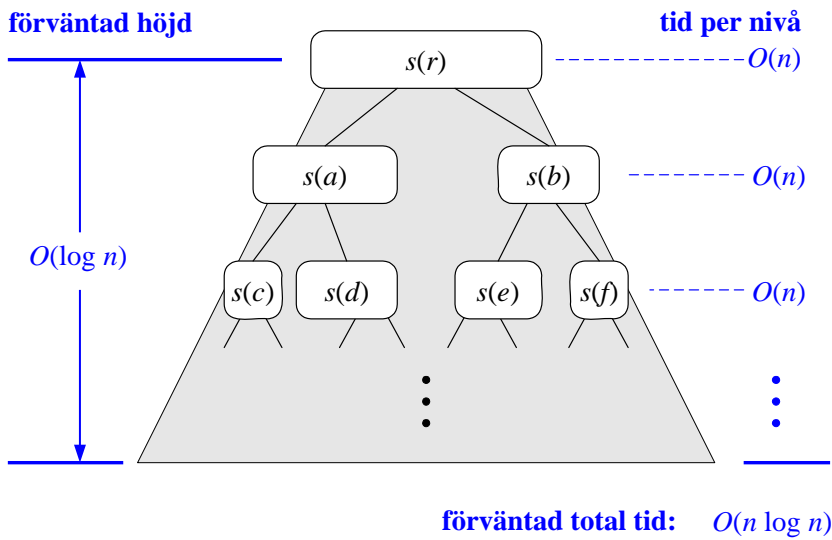 förväntad höjd
tid per nivå
s(r)
O(n)
s(a)
s(b)
O(n)
O(log n)
s(c)
s(d)
s(e)
s(f)
O(n)
förväntad total tid: O(n log n)